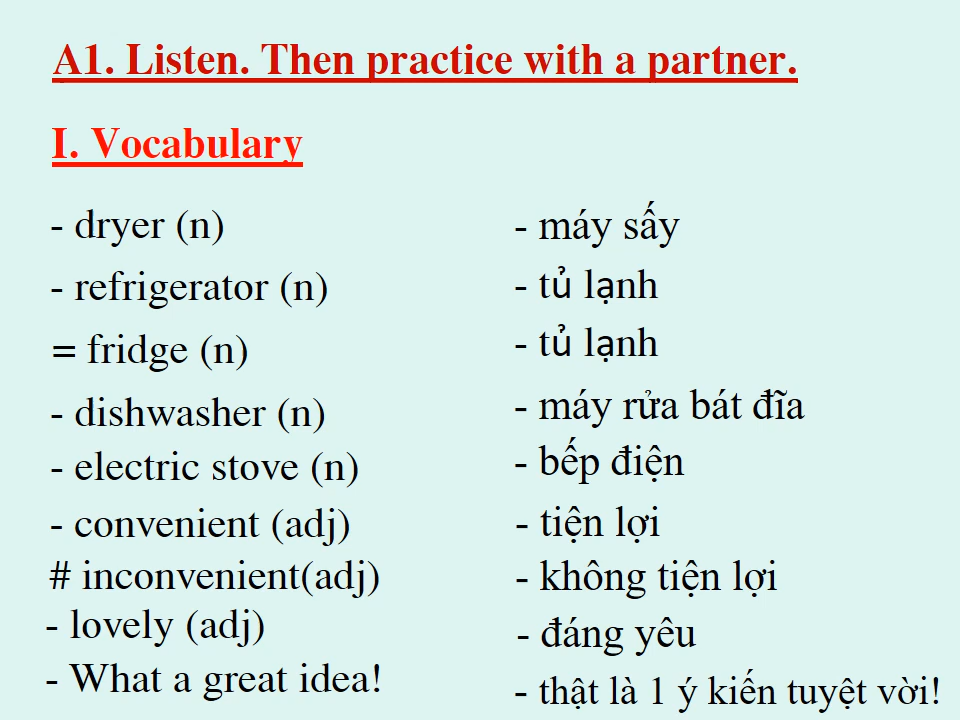 A1. Listen. Then practice with a partner.
I. Vocabulary
- dryer (n) - máy sấy
- refrigerator (n) - tủ lạnh
= fridge (n) - tủ lạnh
- dishwasher (n) - máy rửa bát đĩa
- electric stove (n) - bếp điện
- convenient (adj) - tiện lợi
# inconvenient(adj) - không tiện lợi
- lovely (adj) - đáng yêu
- What a great idea! - thật là 1 ý kiến tuyệt vời!